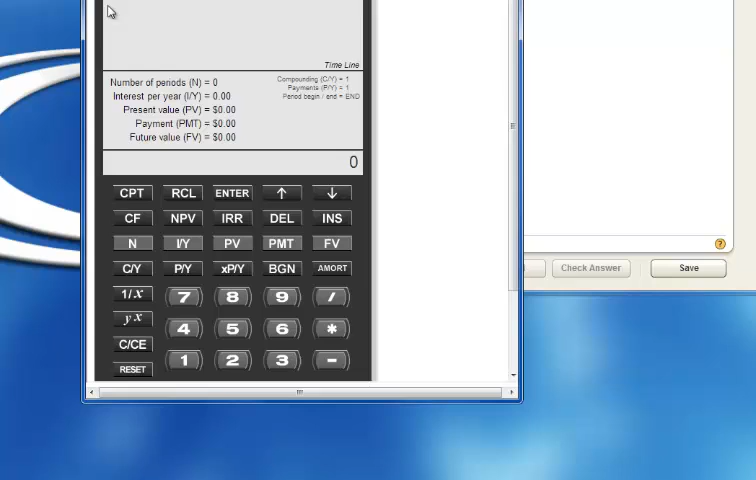 Time Line
Number of periods (N) = 0
Interest per year (I/Y) = 0.00
Present value (PV) = $0.00
Payment (PMT) = $0.00
Future value (FV) = $0.00
Compounding (C/Y) = 1
Payments (P/Y) = 1
Period begin / end = END
0
CPT RCL ENTER ↑ ↓
CF NPV IRR DEL INS
N I/Y PV PMT FV
C/Y P/Y xP/Y BGN AMORT
1/x 7 8 9 /
y x 4 5 6 *
C/CE 1 2 3 -
RESET
?
Check Answer
Save